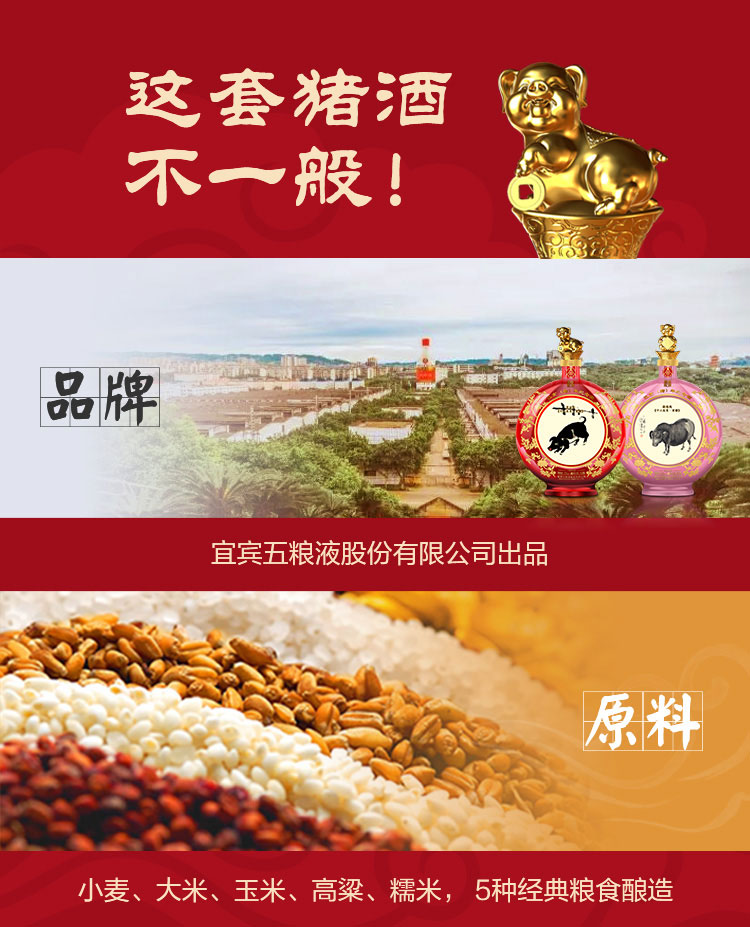 这套猪酒
不一般！
品牌
宜宾五粮液股份有限公司出品
原料
小麦、大米、玉米、高粱、糯米，5种经典粮食酿造